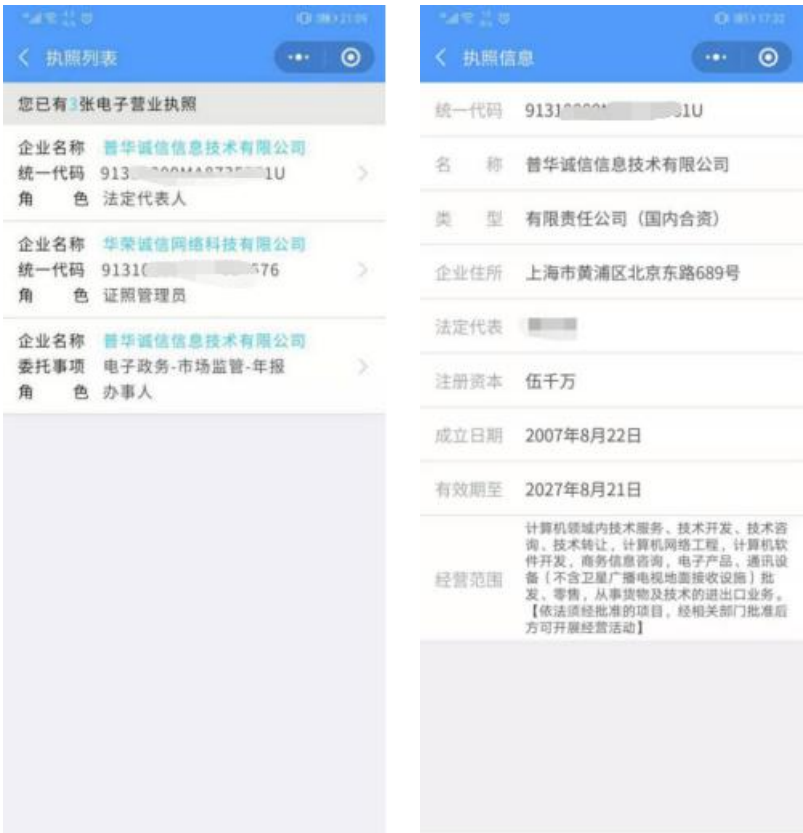 21:09
执照列表
您已有3张电子营业执照
企业名称 普华诚信信息技术有限公司
统一代码 913 1U
角 色 法定代表人
企业名称 华荣诚信网络科技有限公司
统一代码 9131 576
角 色 证照管理员
企业名称 普华诚信信息技术有限公司
委托事项 电子政务-市场监管-年报
角 色 办事人
17:32
执照信息
统一代码 9131 1U
名 称 普华诚信信息技术有限公司
类 型 有限责任公司（国内合资）
企业住所 上海市黄浦区北京东路689号
法定代表
注册资本 伍千万
成立日期 2007年8月22日
有效期至 2027年8月21日
经营范围
计算机领域内技术服务、技术开发、技术咨
询、技术转让，计算机网络工程，计算机软
件开发，商务信息咨询，电子产品、通讯设
备（不含卫星广播电视地面接收设施）批
发、零售，从事货物及技术的进出口业务。
【依法须经批准的项目，经相关部门批准后
方可开展经营活动】